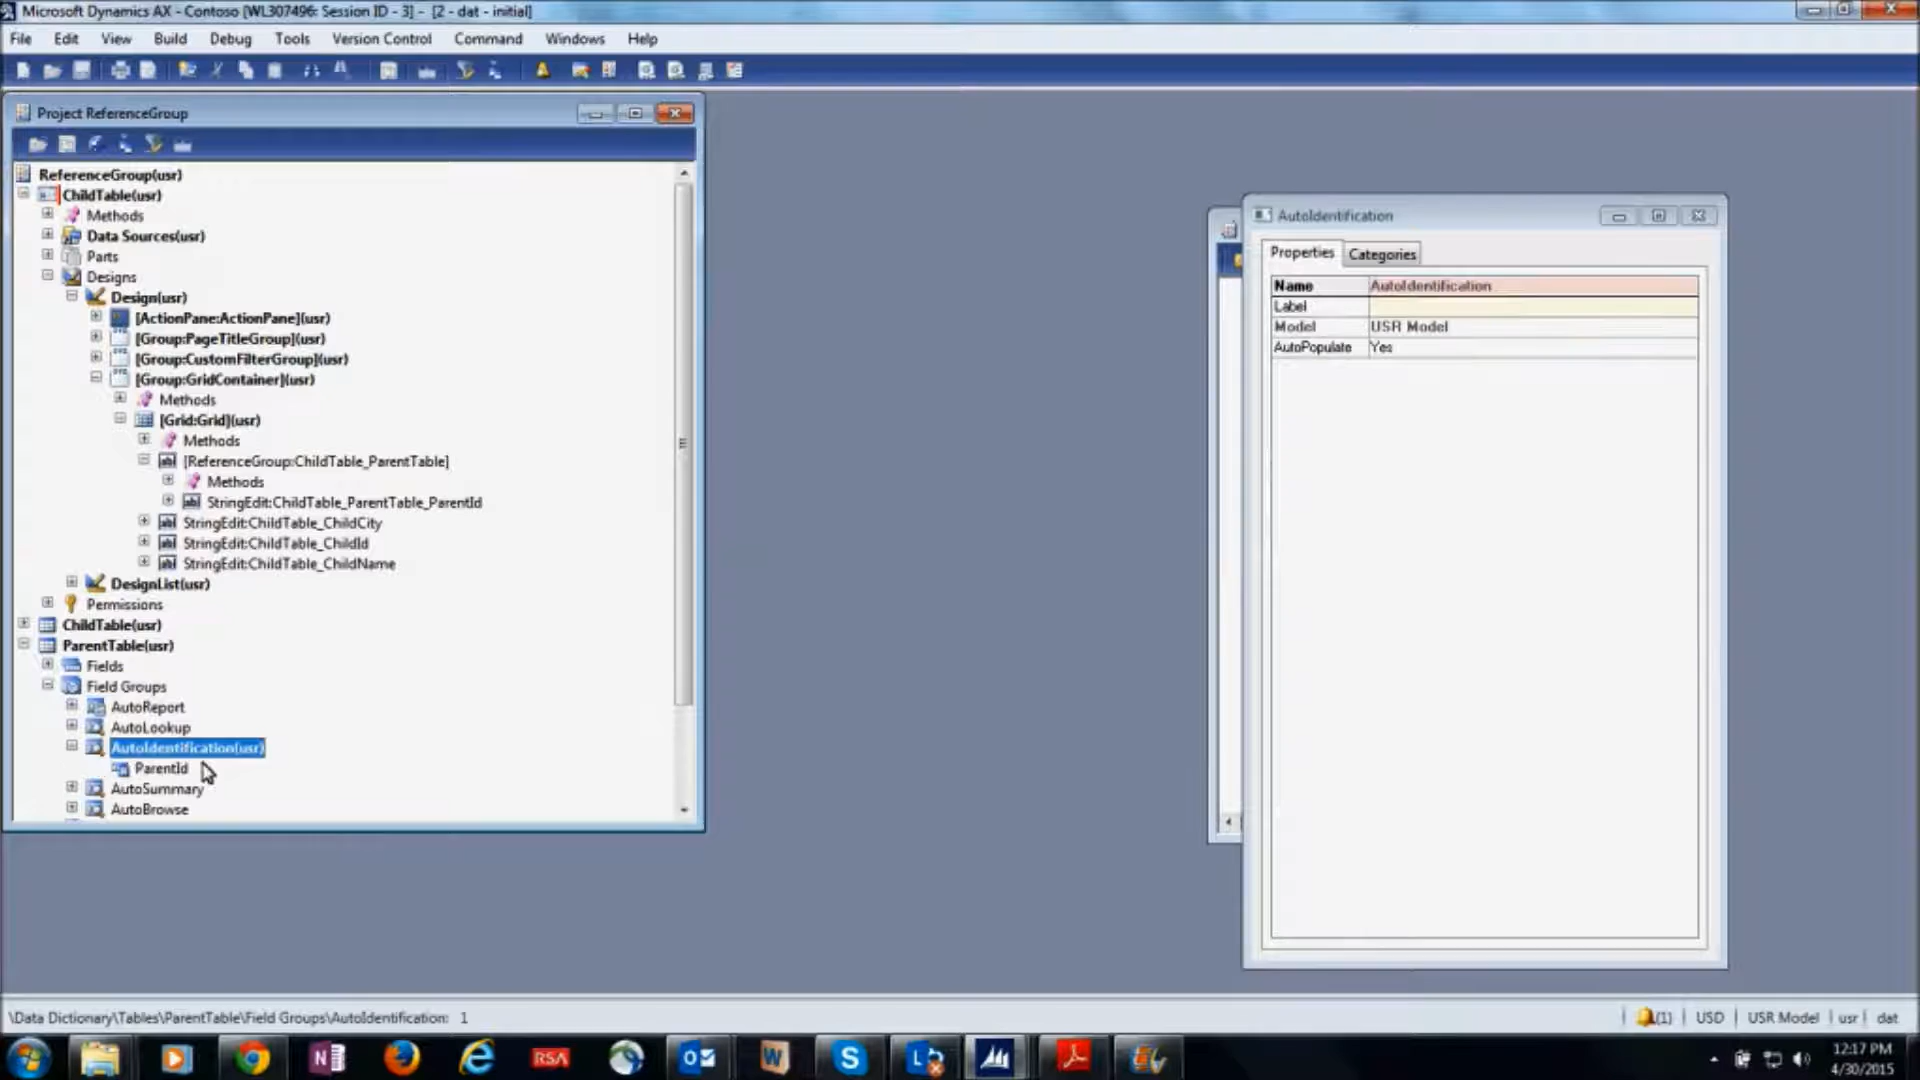 Microsoft Dynamics AX - Contoso [WL307496: Session ID - 3] - [2 - dat - initial]
File Edit View Build Debug Tools Version Control Command Windows Help
Project ReferenceGroup
ReferenceGroup(usr)
ChildTable(usr)
Methods
Data Sources(usr)
Parts
Designs
Design(usr)
[ActionPane:ActionPane](usr)
[Group:PageTitleGroup](usr)
[Group:CustomFilterGroup](usr)
[Group:GridContainer](usr)
Methods
[Grid:Grid](usr)
Methods
[ReferenceGroup:ChildTable_ParentTable]
Methods
StringEdit:ChildTable_ParentTable_ParentId
StringEdit:ChildTable_ChildCity
StringEdit:ChildTable_ChildId
StringEdit:ChildTable_ChildName
DesignList(usr)
Permissions
ChildTable(usr)
ParentTable(usr)
Fields
Field Groups
AutoReport
AutoLookup
AutoIdentification(usr)
ParentId
AutoSummary
AutoBrowse
AutoIdentification
Properties Categories
Name AutoIdentification
Label
Model USR Model
AutoPopulate Yes
\Data Dictionary\Tables\ParentTable\Field Groups\AutoIdentification: 1
(1) USD USR Model usr dat
RSA
12:17 PM
4/30/2015